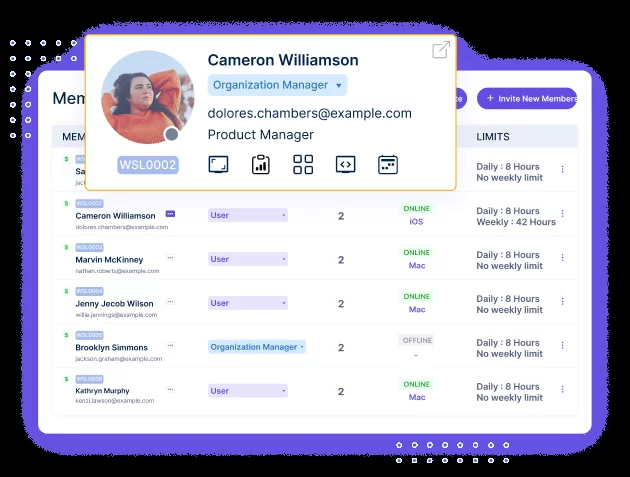 Cameron Williamson
Organization Manager
dolores.chambers@example.com
Product Manager
WSL0002
Mem
te
+ Invite New Members
MEM
LIMITS
$
Sa
jac
Daily : 8 Hours
No weekly limit
$ WSL0002
Cameron Williamson
dolores.chambers@example.com
User
2
ONLINE
iOS
Daily : 8 Hours
Weekly : 42 Hours
$ WSL0003
Marvin McKinney
nathan.roberts@example.com
User
2
ONLINE
Mac
Daily : 8 Hours
No weekly limit
$ WSL0004
Jenny Jecob Wilson
willie.jennings@example.com
User
2
ONLINE
Mac
Daily : 8 Hours
No weekly limit
$ WSL0005
Brooklyn Simmons
jackson.graham@example.com
Organization Manager
2
OFFLINE
–
Daily : 8 Hours
No weekly limit
$ WSL0006
Kathryn Murphy
kenzi.lawson@example.com
User
2
ONLINE
Mac
Daily : 8 Hours
No weekly limit